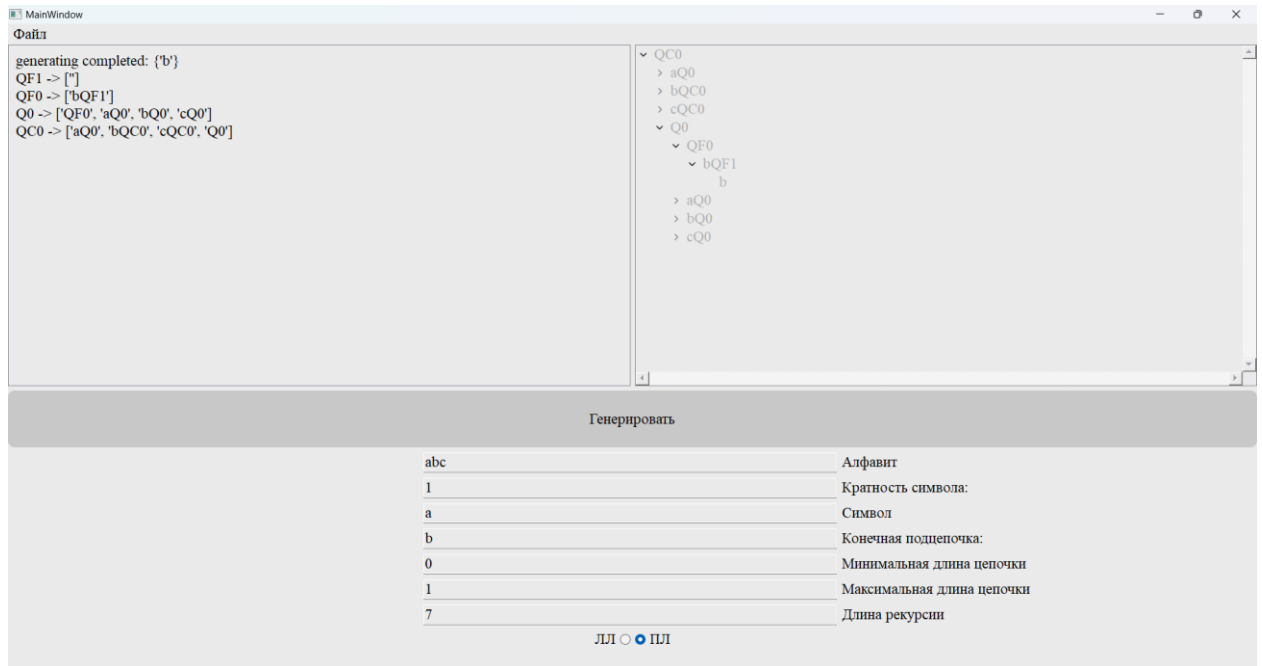 MainWindow
Файл
generating completed: {'b'}
QF1 -> ['']
QF0 -> ['bQF1']
Q0 -> ['QF0', 'aQ0', 'bQ0', 'cQ0']
QC0 -> ['aQ0', 'bQC0', 'cQC0', 'Q0']
QC0
aQ0
bQC0
cQC0
Q0
QF0
bQF1
b
aQ0
bQ0
cQ0
Генерировать
abc Алфавит
1 Кратность символа:
a Символ
b Конечная подцепочка:
0 Минимальная длина цепочки
1 Максимальная длина цепочки
7 Длина рекурсии
ЛЛ ПЛ